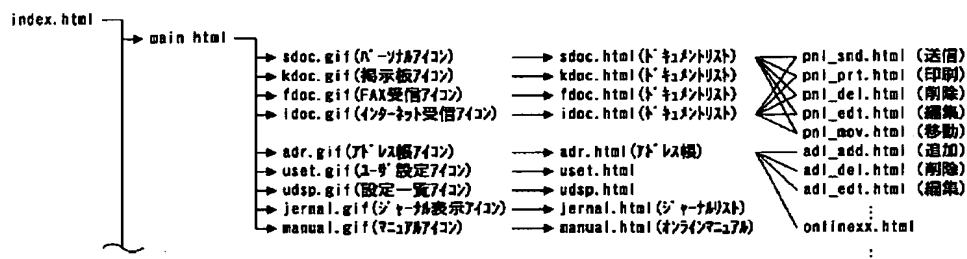 index.html
main html
sdoc.gif(ﾊﾟｰｿﾅﾙｱｲｺﾝ) sdoc.html(ﾄﾞｷｭﾒﾝﾄﾘｽﾄ) pnl_snd.html (送信)
kdoc.gif(掲示板ｱｲｺﾝ) kdoc.html(ﾄﾞｷｭﾒﾝﾄﾘｽﾄ) pnl_prt.html (印刷)
fdoc.gif(FAX受信ｱｲｺﾝ) fdoc.html(ﾄﾞｷｭﾒﾝﾄﾘｽﾄ) pnl_del.html (削除)
idoc.gif(ｲﾝﾀｰﾈｯﾄ受信ｱｲｺﾝ) idoc.html(ﾄﾞｷｭﾒﾝﾄﾘｽﾄ) pnl_edt.html (編集)
pnl_mov.html (移動)
adr.gif(ｱﾄﾞﾚｽ帳ｱｲｺﾝ) adr.html(ｱﾄﾞﾚｽ帳) adl_add.html (追加)
uset.gif(ﾕｰｻﾞ設定ｱｲｺﾝ) uset.html adl_del.html (削除)
udsp.gif(設定一覧ｱｲｺﾝ) udsp.html adl_edt.html (編集)
jernal.gif(ｼﾞｬｰﾅﾙ表示ｱｲｺﾝ) jernal.html(ｼﾞｬｰﾅﾙﾘｽﾄ)
manual.gif(ﾏﾆｭｱﾙｱｲｺﾝ) manual.html(ｵﾝﾗｲﾝﾏﾆｭｱﾙ) onlinexx.html